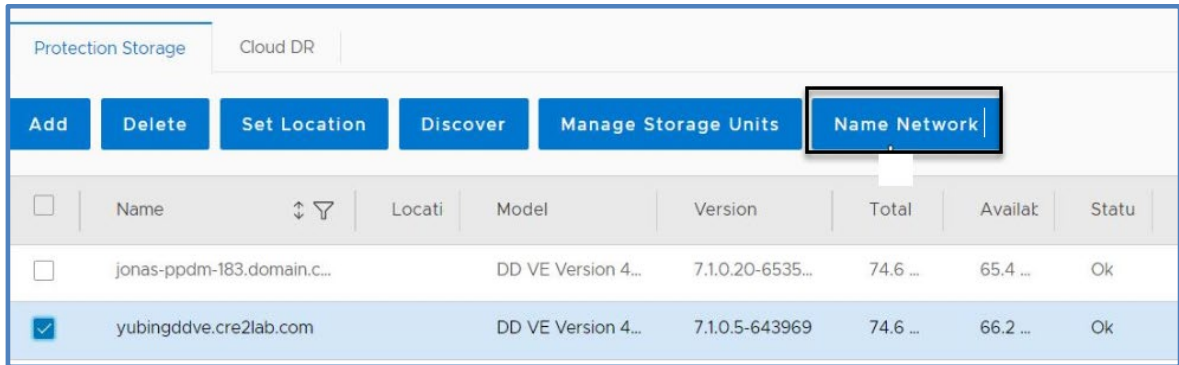 Protection Storage Cloud DR
Add Delete Set Location Discover Manage Storage Units Name Network
Name Locati Model Version Total Availab Statu
jonas-ppdm-183.domain.c... DD VE Version 4... 7.1.0.20-6535... 74.6 ... 65.4 ... Ok
yubingddve.cre2lab.com DD VE Version 4... 7.1.0.5-643969 74.6 ... 66.2 ... Ok